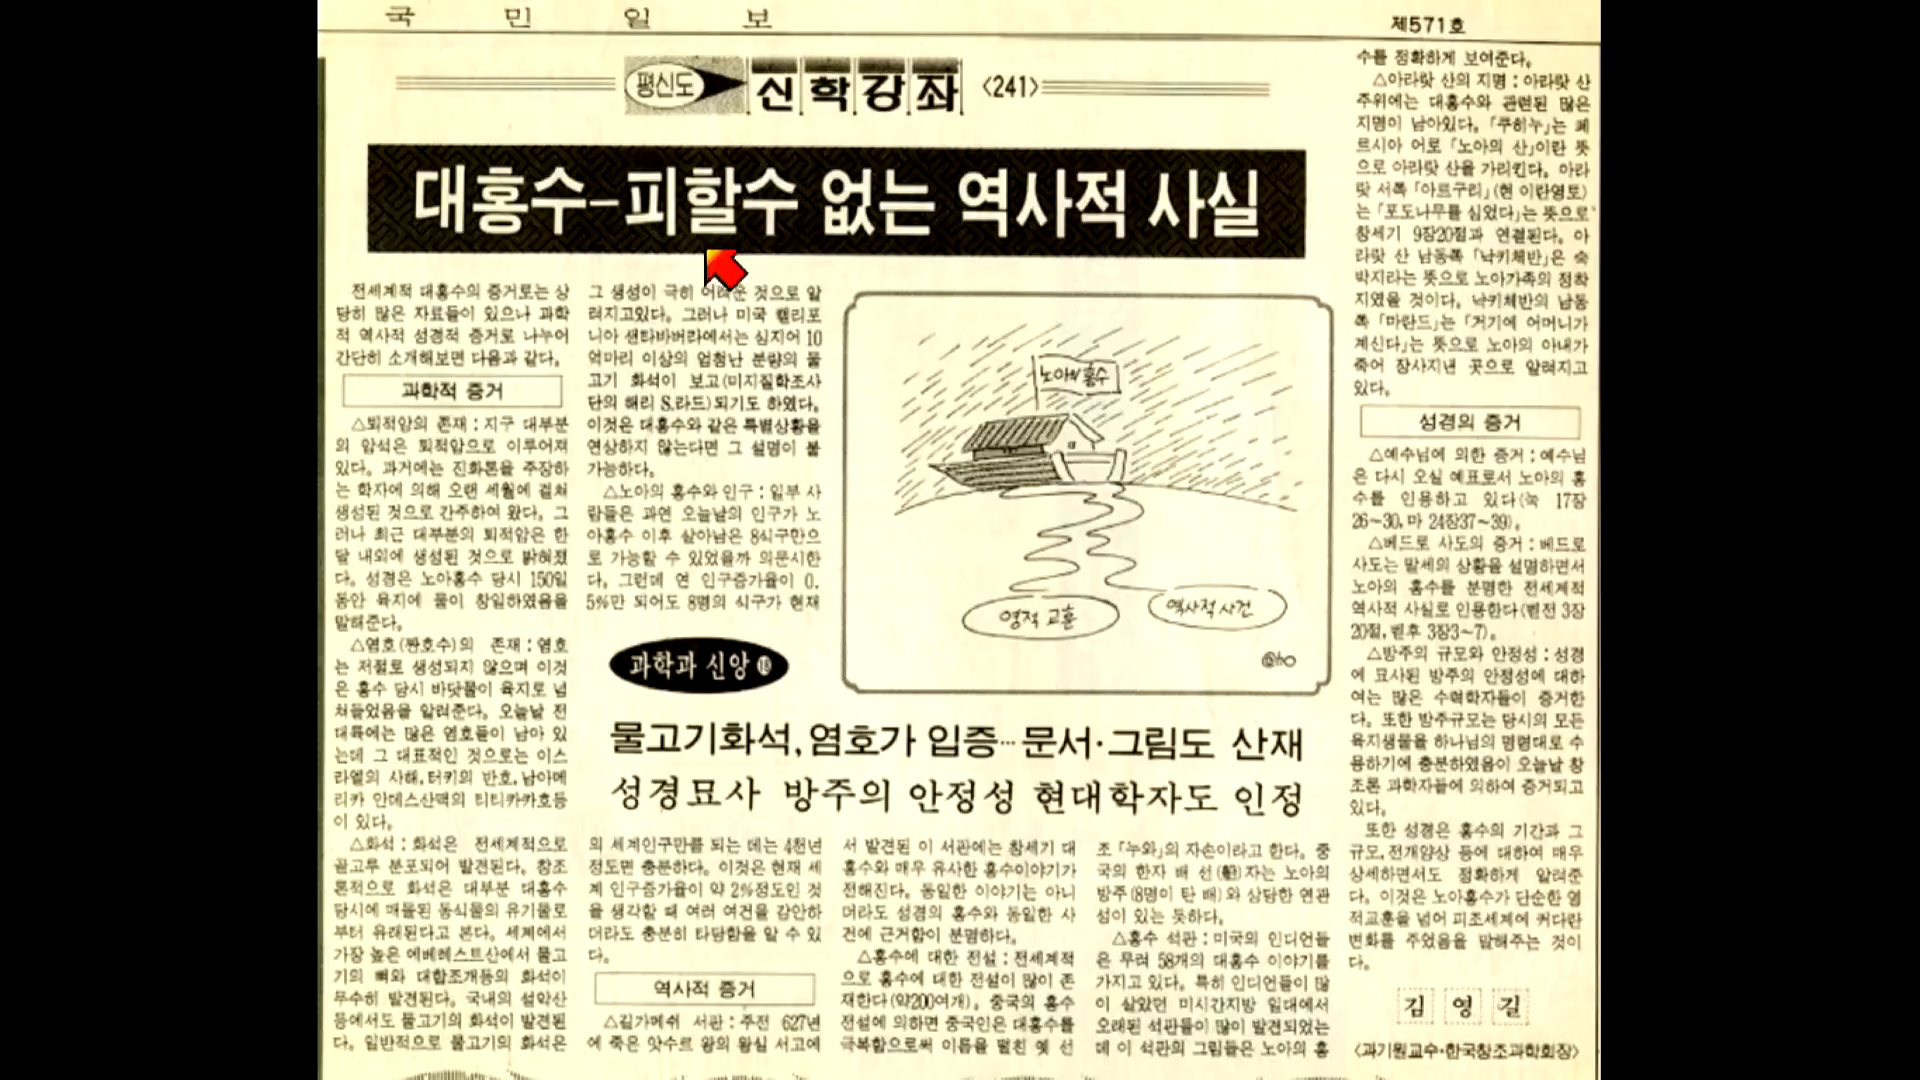 국 민 일 보
제571호
평신도 신학강좌 〈241〉
대홍수-피할수 없는 역사적 사실
전세계적 대홍수의 증거로는 상
당히 많은 자료들이 있으나 과학
적 역사적 성경적 증거로 나누어
간단히 소개해보면 다음과 같다.
과학적 증거
△퇴적암의 존재 : 지구 대부분
의 암석은 퇴적암으로 이루어져
있다. 과거에는 진화론을 주장하
는 학자에 의해 오랜 세월에 걸쳐
생성된 것으로 간주하여 왔다. 그
러나 최근 대부분의 퇴적암은 한
달 내외에 생성된 것으로 밝혀졌
다. 성경은 노아홍수 당시 150일
동안 육지에 물이 창일하였음을
말해준다.
△염호(짠호수)의 존재 : 염호
는 저절로 생성되지 않으며 이것
은 홍수 당시 바닷물이 육지로 넘
쳐들었음을 알려준다. 오늘날 전
대륙에는 많은 염호들이 남아 있
는데 그 대표적인 것으로는 이스
라엘의 사해, 터키의 반호, 남아메
리카 안데스산맥의 티티카카호등
이 있다.
△화석 : 화석은 전세계적으로
골고루 분포되어 발견된다. 창조
론적으로 화석은 대부분 대홍수
당시에 매몰된 동식물의 유기물로
부터 유래된다고 본다. 세계에서
가장 높은 에베레스트산에서 물고
기의 뼈와 대합조개등의 화석이
무수히 발견된다. 국내의 설악산
등에서도 물고기의 화석이 발견된
다. 일반적으로 물고기의 화석은
그 생성이 극히 어려운 것으로 알
려지고있다. 그러나 미국 캘리포
니아 샌타바버라에서는 심지어 10
억마리 이상의 엄청난 분량의 물
고기 화석이 보고(미지질학조사
단의 해리 S.라드)되기도 하였다.
이것은 대홍수와 같은 특별상황을
연상하지 않는다면 그 설명이 불
가능하다.
△노아의 홍수와 인구 : 일부 사
람들은 과연 오늘날의 인구가 노
아홍수 이후 살아남은 8식구만으
로 가능할 수 있었을까 의문시한
다. 그런데 연 인구증가율이 0.
5%만 되어도 8명의 식구가 현재
노아의 홍수
영적 교훈
역사적 사건
과학과 신앙
물고기화석, 염호가 입증…문서·그림도 산재
성경묘사 방주의 안정성 현대학자도 인정
의 세계인구만큼 되는 데는 4천년
정도면 충분하다. 이것은 현재 세
계 인구증가율이 약 2%정도인 것
을 생각할 때 여러 여건을 감안하
더라도 충분히 타당함을 알 수 있
다.
역사적 증거
△길가메쉬 서판 : 주전 627년
에 죽은 앗수르 왕의 왕실 서고에
서 발견된 이 서판에는 창세기 대
홍수와 매우 유사한 홍수이야기가
전해진다. 동일한 이야기는 아니
더라도 성경의 홍수와 동일한 사
건에 근거함이 분명하다.
△홍수에 대한 전설 : 전세계적
으로 홍수에 대한 전설이 많이 존
재한다(약200여개). 중국의 홍수
전설에 의하면 중국인은 대홍수를
극복함으로써 이름을 떨친 옛 선
조 「누와」의 자손이라고 한다. 중
국의 한자 배 선(船)자는 노아의
방주(8명이 탄 배)와 상당한 연관
성이 있는 듯하다.
△홍수 석판 : 미국의 인디언들
은 무려 58개의 대홍수 이야기를
가지고 있다. 특히 인디언들이 많
이 살았던 미시간지방 일대에서
오래된 석판들이 많이 발견되었는
데 이 석판의 그림들은 노아의 홍
수를 정확하게 보여준다.
△아라랏 산의 지명 : 아라랏 산
주위에는 대홍수와 관련된 많은
지명이 남아있다. 「쿠히누」는 페
르시아 어로 「노아의 산」이란 뜻
으로 아라랏 산을 가리킨다. 아라
랏 서쪽 「아르구리」(현 이란영토)
는 「포도나무를 심었다」는 뜻으로
창세기 9장20절과 연결된다. 아
라랏 산 남동쪽 「낙키체반」은 숙
박지라는 뜻으로 노아가족의 정착
지였을 것이다. 낙키체반의 남동
쪽 「마란드」는 「거기에 어머니가
계신다」는 뜻으로 노아의 아내가
죽어 장사지낸 곳으로 알려지고
있다.
성경의 증거
△예수님에 의한 증거 : 예수님
은 다시 오실 예표로서 노아의 홍
수를 인용하고 있다(눅 17장
26~30, 마 24장37~39).
△베드로 사도의 증거 : 베드로
사도는 말세의 상황을 설명하면서
노아의 홍수를 분명한 전세계적
역사적 사실로 인용한다(벧전 3장
20절, 벧후 3장3~7).
△방주의 규모와 안정성 : 성경
에 묘사된 방주의 안정성에 대하
여는 많은 수력학자들이 증거한
다. 또한 방주규모는 당시의 모든
육지생물을 하나님의 명령대로 수
용하기에 충분하였음이 오늘날 창
조론 과학자들에 의하여 증거되고
있다.
또한 성경은 홍수의 기간과 그
규모, 전개양상 등에 대하여 매우
상세하면서도 정확하게 알려준
다. 이것은 노아홍수가 단순한 영
적교훈을 넘어 피조세계에 커다란
변화를 주었음을 말해주는 것이
다.
김 영 길
〈과기원교수·한국창조과학회장〉